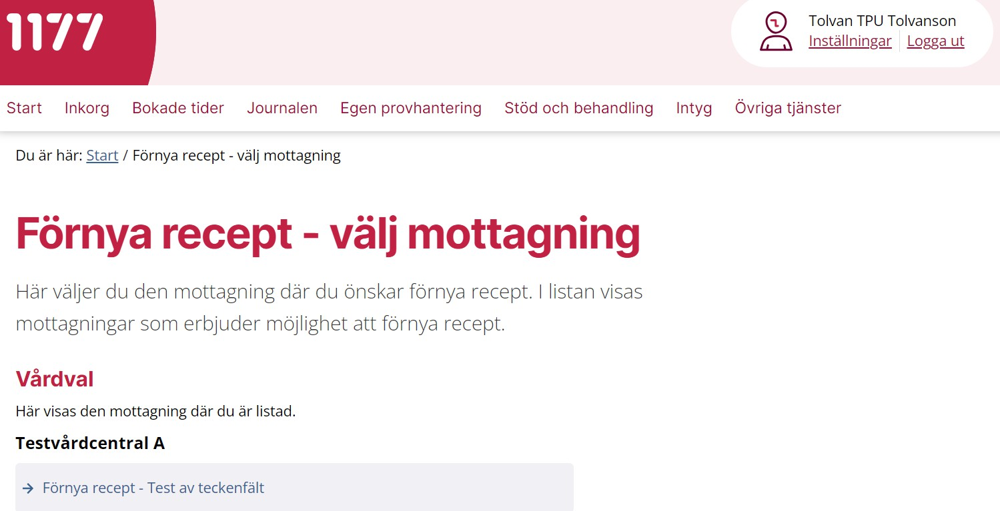 1177
Tolvan TPU Tolvanson
Inställningar Logga ut
Start Inkorg Bokade tider Journalen Egen provhantering Stöd och behandling Intyg Övriga tjänster
Du är här: Start / Förnya recept - välj mottagning
Förnya recept - välj mottagning
Här väljer du den mottagning där du önskar förnya recept. I listan visas
mottagningar som erbjuder möjlighet att förnya recept.
Vårdval
Här visas den mottagning där du är listad.
Testvårdcentral A
Förnya recept - Test av teckenfält